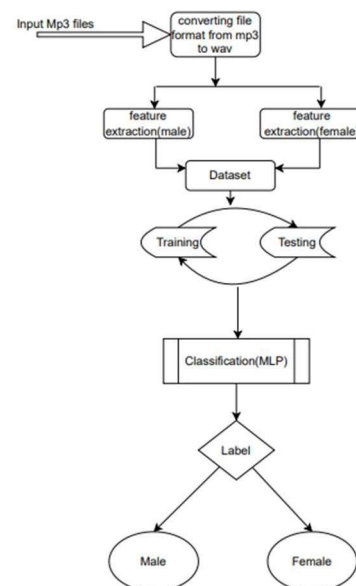 Input Mp3 files
converting file
format from mp3
to wav
feature
extraction(male)
feature
extraction(female)
Dataset
Training
Testing
Classification(MLP)
Label
Male
Female